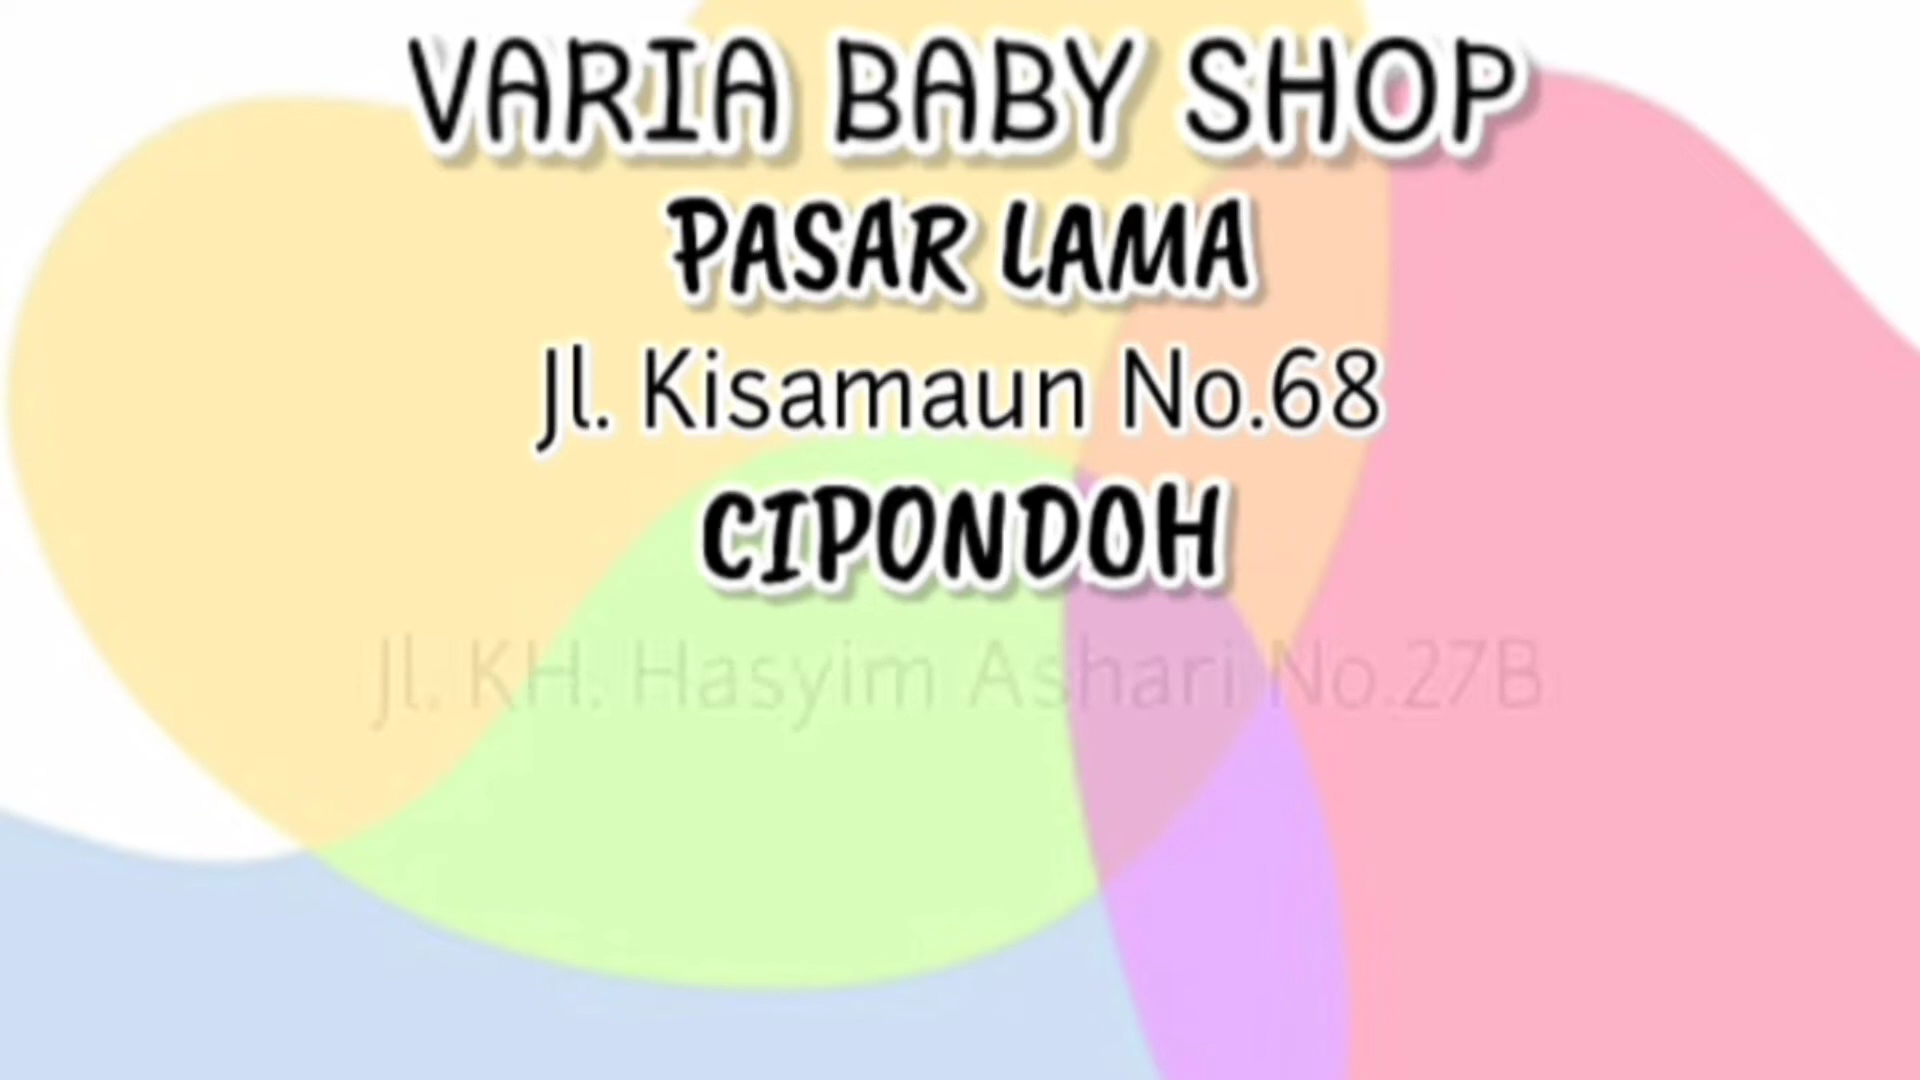 VARIA BABY SHOP
PASAR LAMA
Jl. Kisamaun No.68
CIPONDOH
Jl. KH. Hasyim Ashari No.27B